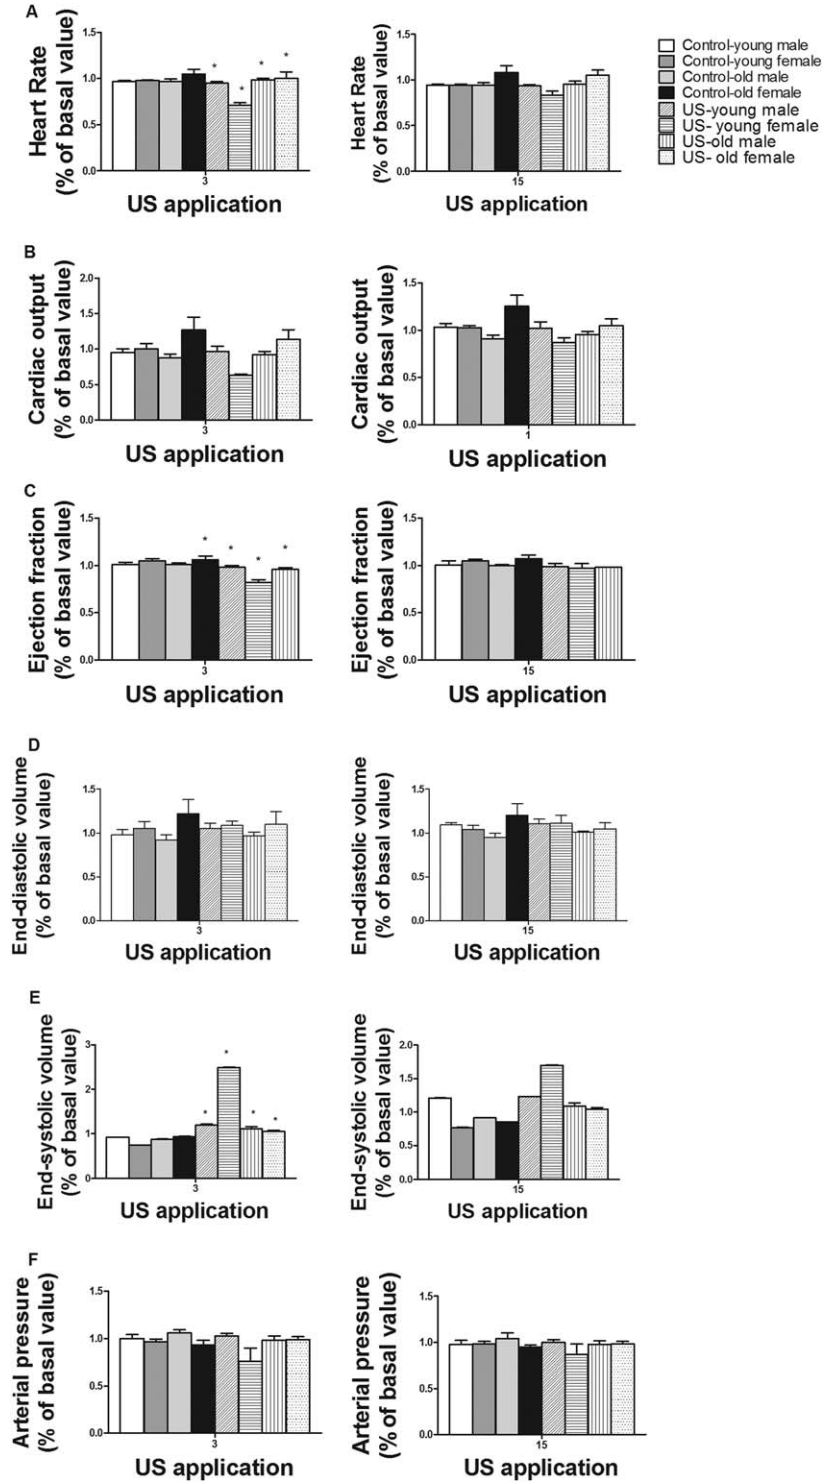 A
Heart Rate
(% of basal value)
1.5
1.0
0.5
0.0
* * * *
3
US application
Heart Rate
(% of basal value)
1.5
1.0
0.5
0.0
15
US application
Control-young male
Control-young female
Control-old male
Control-old female
US-young male
US- young female
US-old male
US- old female
B
Cardiac output
(% of basal value)
2.0
1.5
1.0
0.5
0.0
3
US application
Cardiac output
(% of basal value)
1.5
1.0
0.5
0.0
1
US application
C
Ejection fraction
(% of basal value)
1.5
1.0
0.5
0.0
* * * *
3
US application
Ejection fraction
(% of basal value)
1.5
1.0
0.5
0.0
15
US application
D
End-diastolic volume
(% of basal value)
1.5
1.0
0.5
0.0
3
US application
End-diastolic volume
(% of basal value)
1.5
1.0
0.5
0.0
15
US application
E
End-systolic volume
(% of basal value)
3
2
1
0
* * * *
3
US application
End-systolic volume
(% of basal value)
2.0
1.5
1.0
0.5
0.0
15
US application
F
Arterial pressure
(% of basal value)
1.5
1.0
0.5
0.0
3
US application
Arterial pressure
(% of basal value)
1.5
1.0
0.5
0.0
15
US application